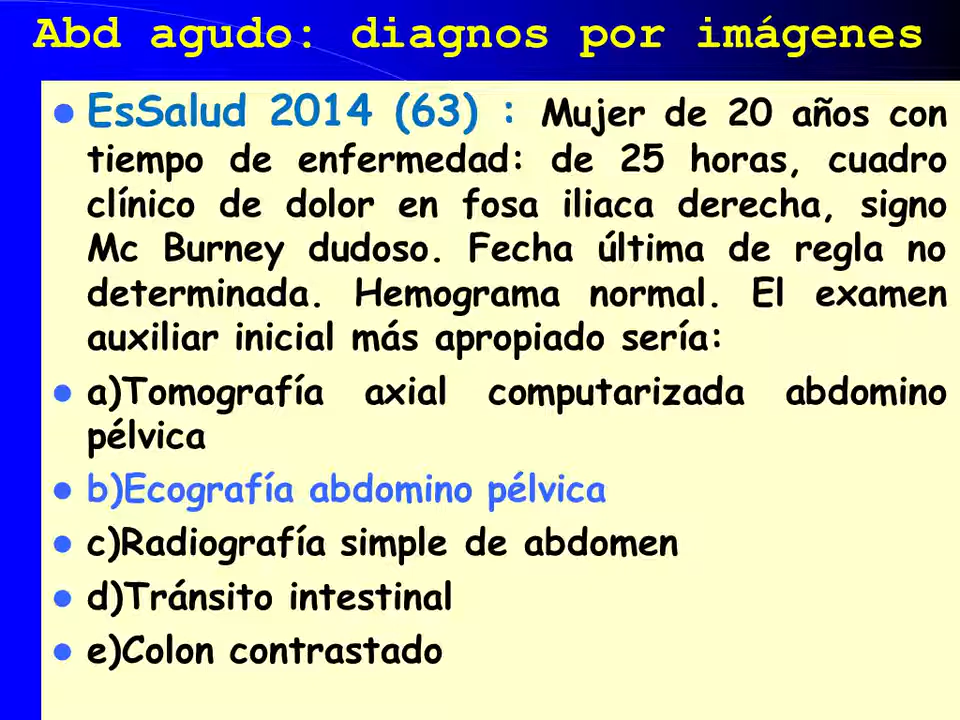 Abd agudo: diagnos por imágenes
EsSalud 2014 (63) : Mujer de 20 años con
tiempo de enfermedad: de 25 horas, cuadro
clínico de dolor en fosa iliaca derecha, signo
Mc Burney dudoso. Fecha última de regla no
determinada. Hemograma normal. El examen
auxiliar inicial más apropiado sería:
a)Tomografía axial computarizada abdomino
pélvica
b)Ecografía abdomino pélvica
c)Radiografía simple de abdomen
d)Tránsito intestinal
e)Colon contrastado